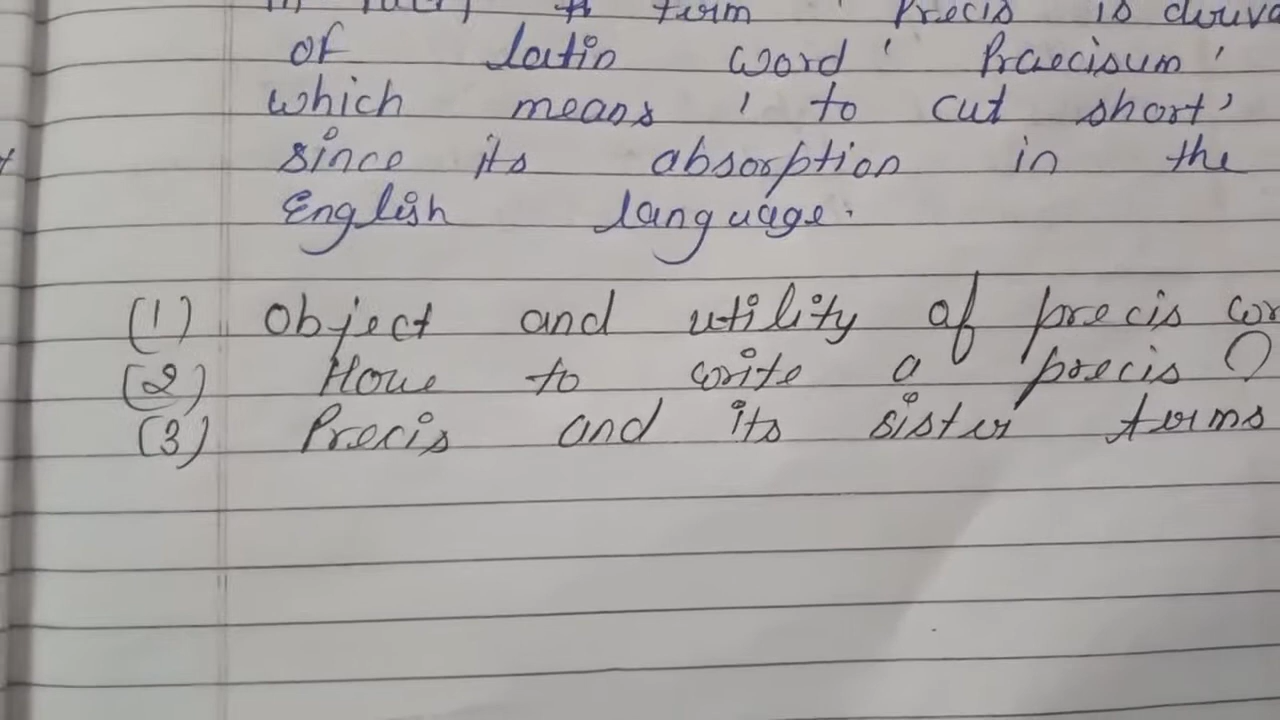 term ' Precis is
of latin word ' Praecisum '
which means ' to cut short '
since its absorption in the
English language.
(1) Object and utility of precis
(2) How to write a precis ?
(3) Precis and its sister terms